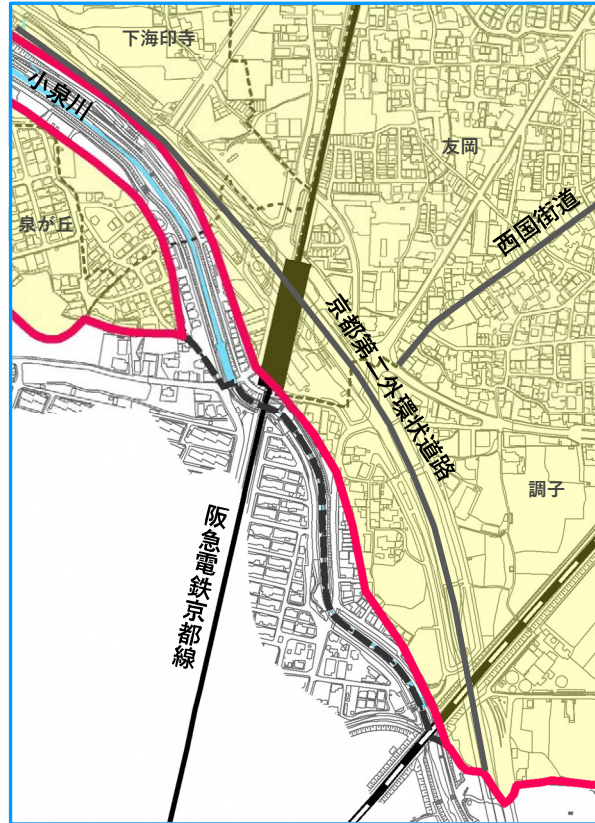 下海印寺
小泉川
友岡
西国街道
泉が丘
京都第二外環状道路
調子
阪急電鉄京都線